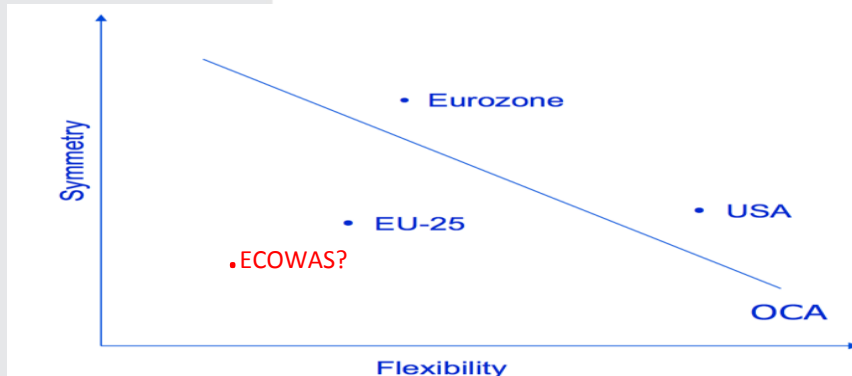 Symmetry
Eurozone
USA
EU-25
.ECOWAS?
OCA
Flexibility